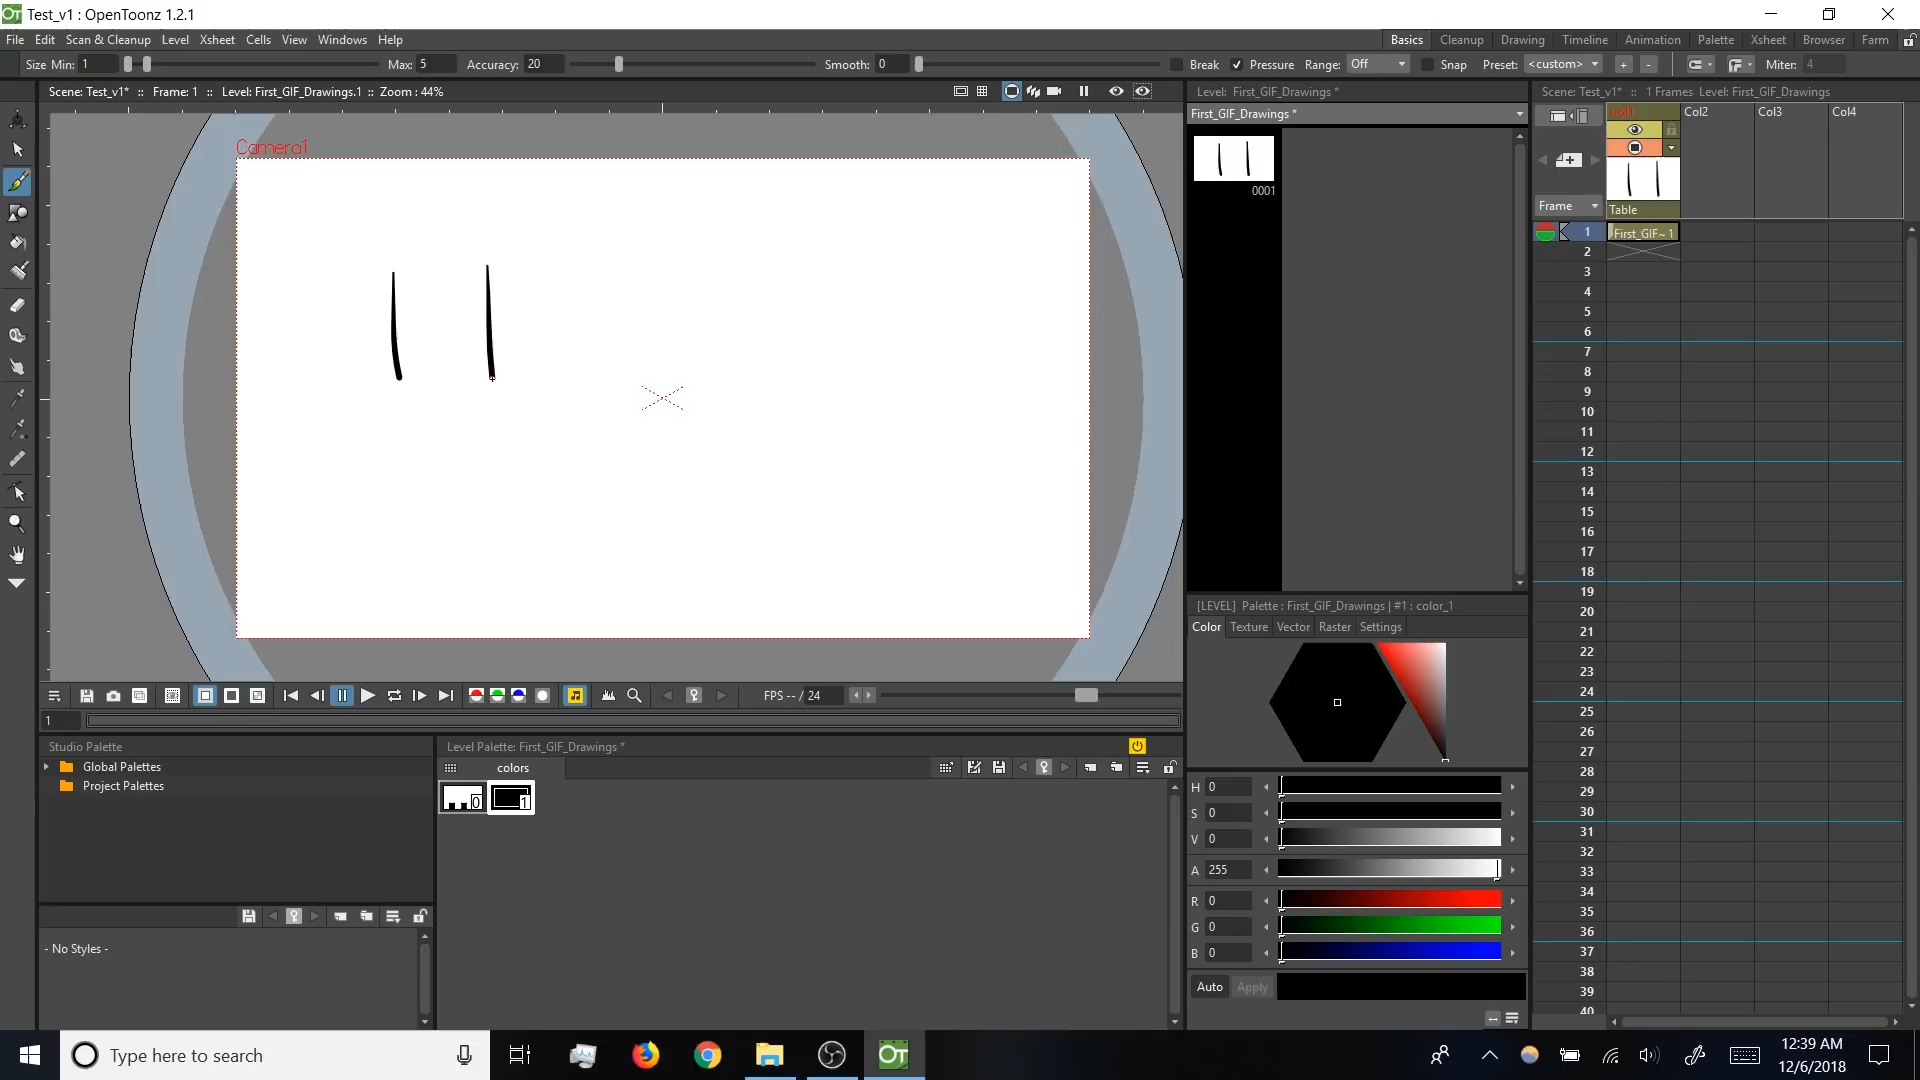 Test_v1 : OpenToonz 1.2.1
File Edit Scan & Cleanup Level Xsheet Cells View Windows Help
Basics Cleanup Drawing Timeline Animation Palette Xsheet Browser Farm
Size Min: 1 Max: 5 Accuracy: 20 Smooth: 0 Break Pressure Range: Off Snap Preset: <custom> + - Miter: 4
Scene: Test_v1* :: Frame: 1 :: Level: First_GIF_Drawings.1 :: Zoom : 44%
Camera1
Level: First_GIF_Drawings *
First_GIF_Drawings *
0001
Scene: Test_v1* :: 1 Frames Level: First_GIF_Drawings
Col1 Col2 Col3 Col4
Frame
Table
1 First_GIF~ 1
2
3
4
5
6
7
8
9
10
11
12
13
14
15
16
17
18
19
20
21
22
23
24
25
26
27
28
29
30
31
32
33
34
35
36
37
38
39
40
FPS -- / 24
1
Studio Palette
Global Palettes
Project Palettes
- No Styles -
Level Palette: First_GIF_Drawings *
colors
0 1
[LEVEL] Palette : First_GIF_Drawings | #1 : color_1
Color Texture Vector Raster Settings
H 0
S 0
V 0
A 255
R 0
G 0
B 0
Auto Apply
Type here to search
OT
12:39 AM
12/6/2018